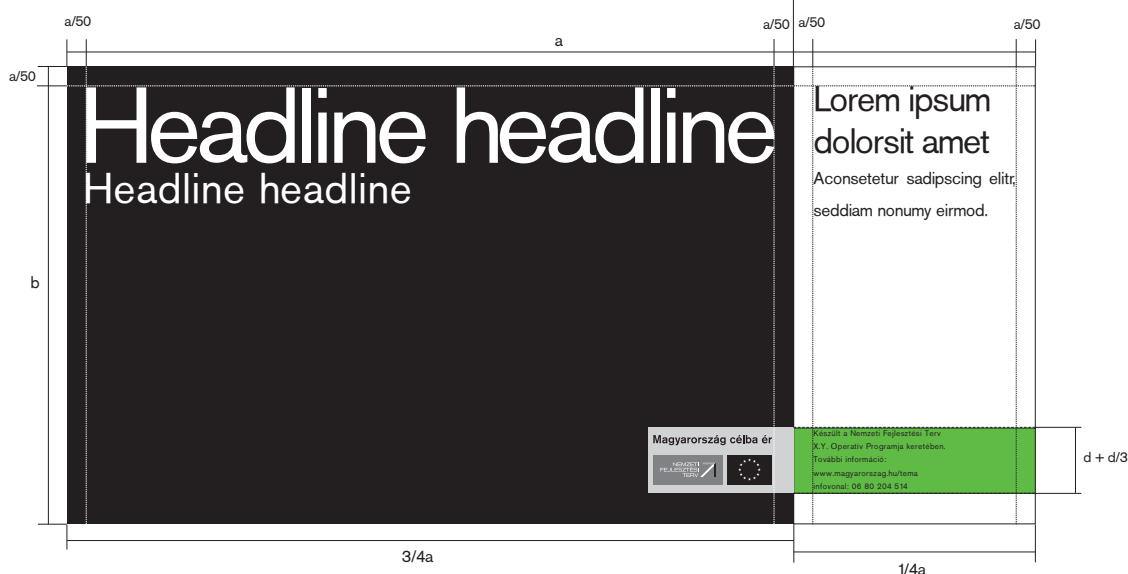 a/50
a/50
a/50
a/50
a
a/50
Headline headline
Headline headline
Lorem ipsum
dolorsit amet
Aconsetetur sadipscing elitr,
seddiam nonumy eirmod.
b
Magyarország célba ér
NEMZETI
FEJLESZTÉSI
TERV
Készült a Nemzeti Fejlesztési Terv
X.Y. Operatív Programja keretében.
További információ:
www.magyarorszag.hu/tema
infovonal: 06 80 204 514
d + d/3
3/4a
1/4a